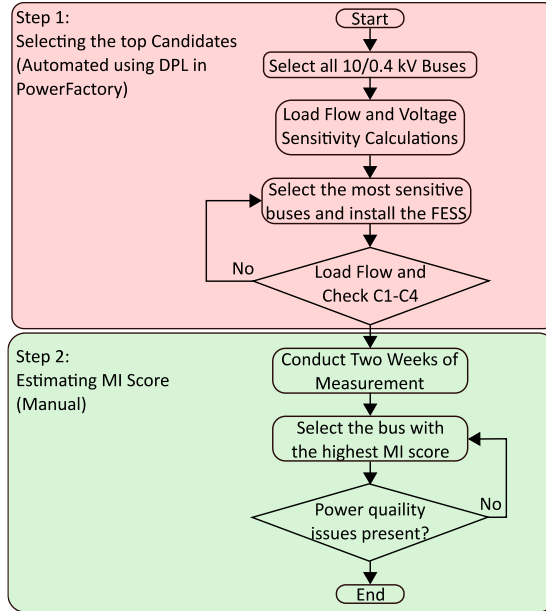 Step 1:
Selecting the top Candidates
(Automated using DPL in
PowerFactory)
Start
Select all 10/0.4 kV Buses
Load Flow and Voltage
Sensitivity Calculations
Select the most sensitive
buses and install the FESS
No
Load Flow and
Check C1-C4
Step 2:
Estimating MI Score
(Manual)
Conduct Two Weeks of
Measurement
Select the bus with
the highest MI score
Power quaility
issues present?
No
End